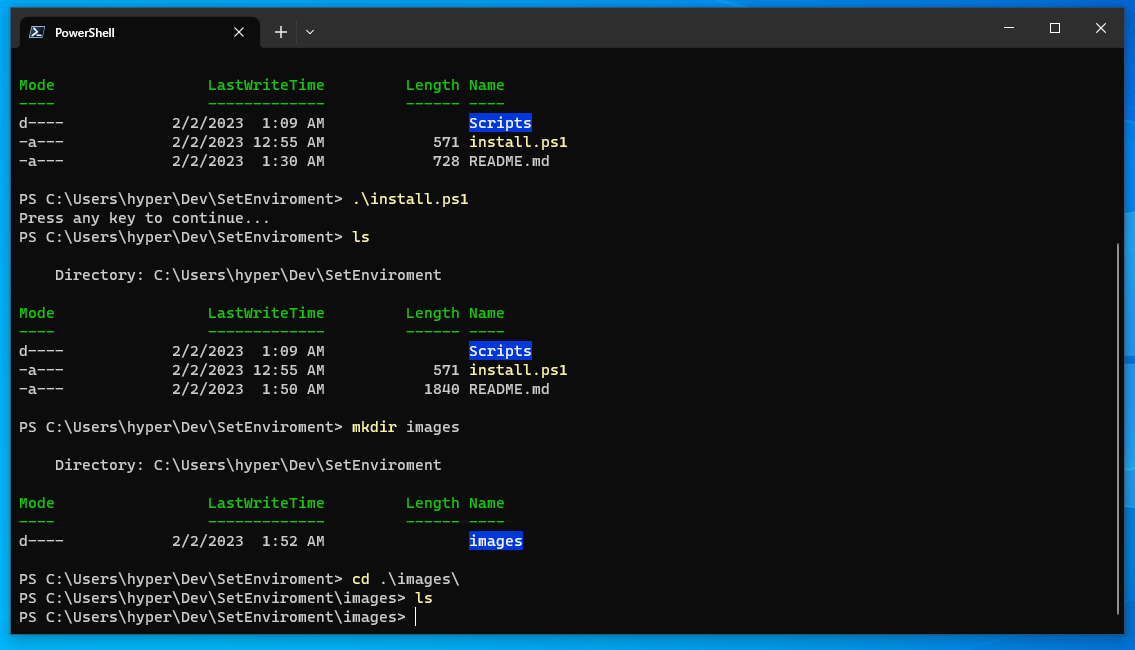 PowerShell
Mode                 LastWriteTime         Length Name
----                 -------------         ------ ----
d----            2/2/2023  1:09 AM                Scripts
-a---            2/2/2023 12:55 AM            571 install.ps1
-a---            2/2/2023  1:30 AM            728 README.md
PS C:\Users\hyper\Dev\SetEnviroment> .\install.ps1
Press any key to continue...
PS C:\Users\hyper\Dev\SetEnviroment> ls
    Directory: C:\Users\hyper\Dev\SetEnviroment
Mode                 LastWriteTime         Length Name
----                 -------------         ------ ----
d----            2/2/2023  1:09 AM                Scripts
-a---            2/2/2023 12:55 AM            571 install.ps1
-a---            2/2/2023  1:50 AM           1840 README.md
PS C:\Users\hyper\Dev\SetEnviroment> mkdir images
    Directory: C:\Users\hyper\Dev\SetEnviroment
Mode                 LastWriteTime         Length Name
----                 -------------         ------ ----
d----            2/2/2023  1:52 AM                images
PS C:\Users\hyper\Dev\SetEnviroment> cd .\images\
PS C:\Users\hyper\Dev\SetEnviroment\images> ls
PS C:\Users\hyper\Dev\SetEnviroment\images>